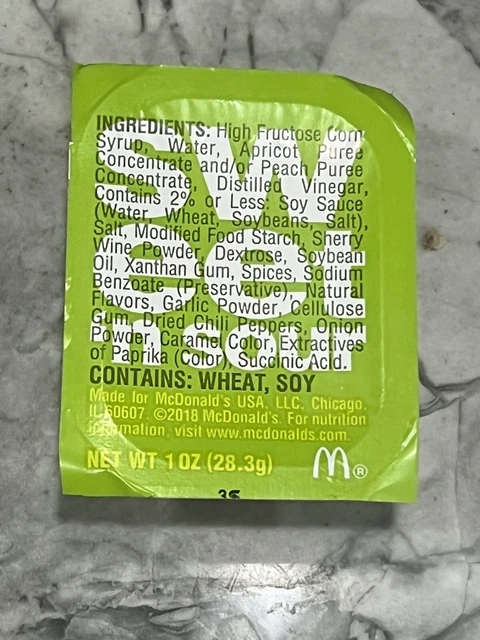 INGREDIENTS: High Fructose Corn
Syrup, Water, Apricot Puree
Concentrate and/or Peach Puree
Concentrate, Distilled Vinegar,
Contains 2% or Less: Soy Sauce
(Water, Wheat, Soybeans, Salt),
Salt, Modified Food Starch, Sherry
Wine Powder, Dextrose, Soybean
Oil, Xanthan Gum, Spices, Sodium
Benzoate (Preservative), Natural
Flavors, Garlic Powder, Cellulose
Gum, Dried Chili Peppers, Onion
Powder, Caramel Color, Extractives
of Paprika (Color), Succinic Acid.
CONTAINS: WHEAT, SOY
Made for McDonald's USA, LLC. Chicago,
IL 60607. ©2018 McDonald's. For nutrition
information, visit www.mcdonalds.com.
NET WT 1 OZ (28.3g)
M®
sw
eet
n sour